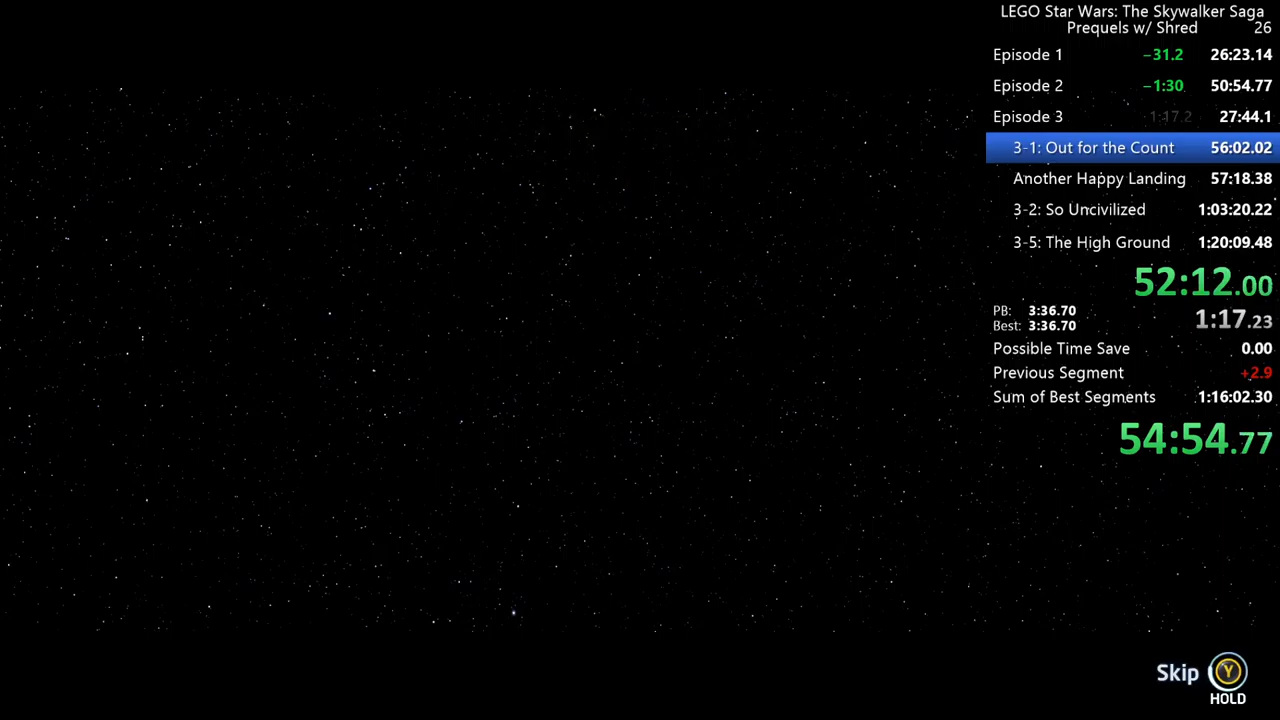 LEGO Star Wars: The Skywalker Saga
Prequels w/ Shred 26
Episode 1 −31.2 26:23.14
Episode 2 −1:30 50:54.77
Episode 3 1:17.2 27:44.1
3-1: Out for the Count 56:02.02
Another Happy Landing 57:18.38
3-2: So Uncivilized 1:03:20.22
3-5: The High Ground 1:20:09.48
52:12.00
PB: 3:36.70
Best: 3:36.70
1:17.23
Possible Time Save 0.00
Previous Segment +2.9
Sum of Best Segments 1:16:02.30
54:54.77
Skip Y
HOLD